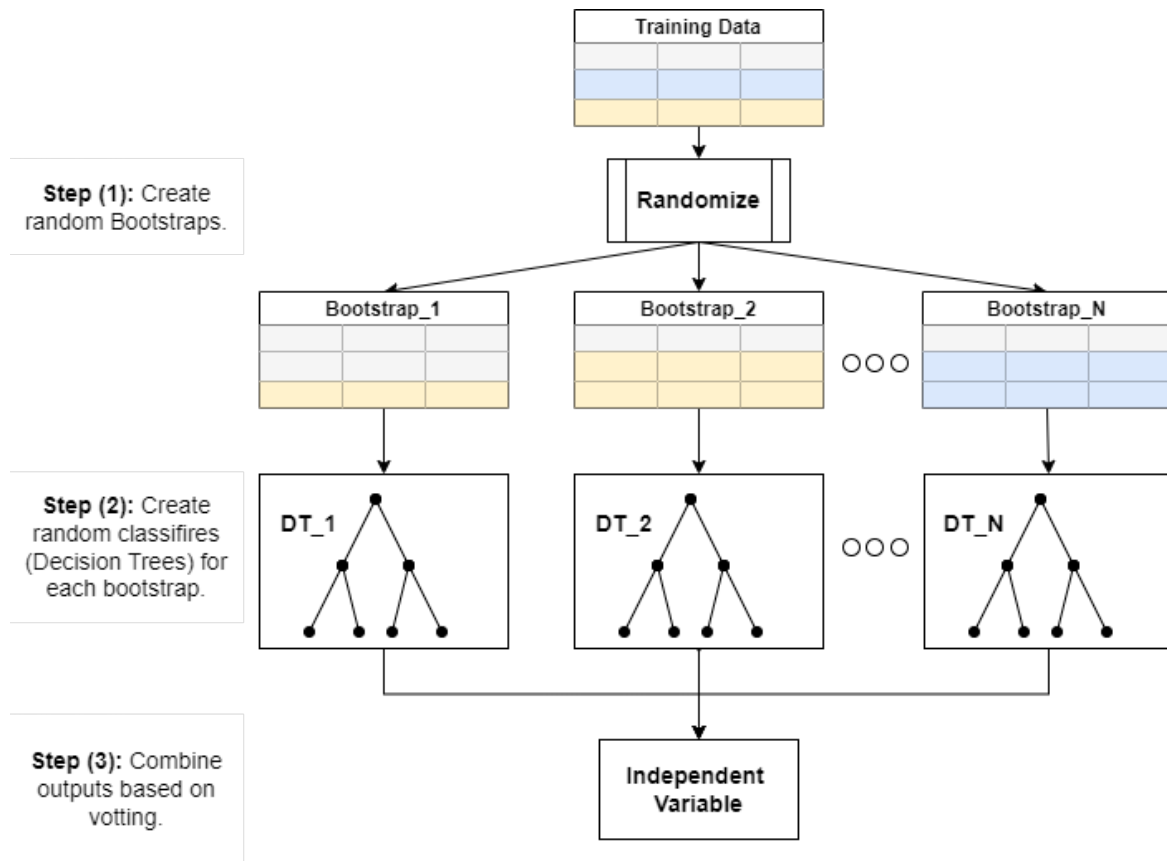 Training Data
Step (1): Create
random Bootstraps.
Randomize
Bootstrap_1
Bootstrap_2
Bootstrap_N
Step (2): Create
random classifires
(Decision Trees) for
each bootstrap.
DT_1
DT_2
DT_N
Step (3): Combine
outputs based on
votting.
Independent
Variable